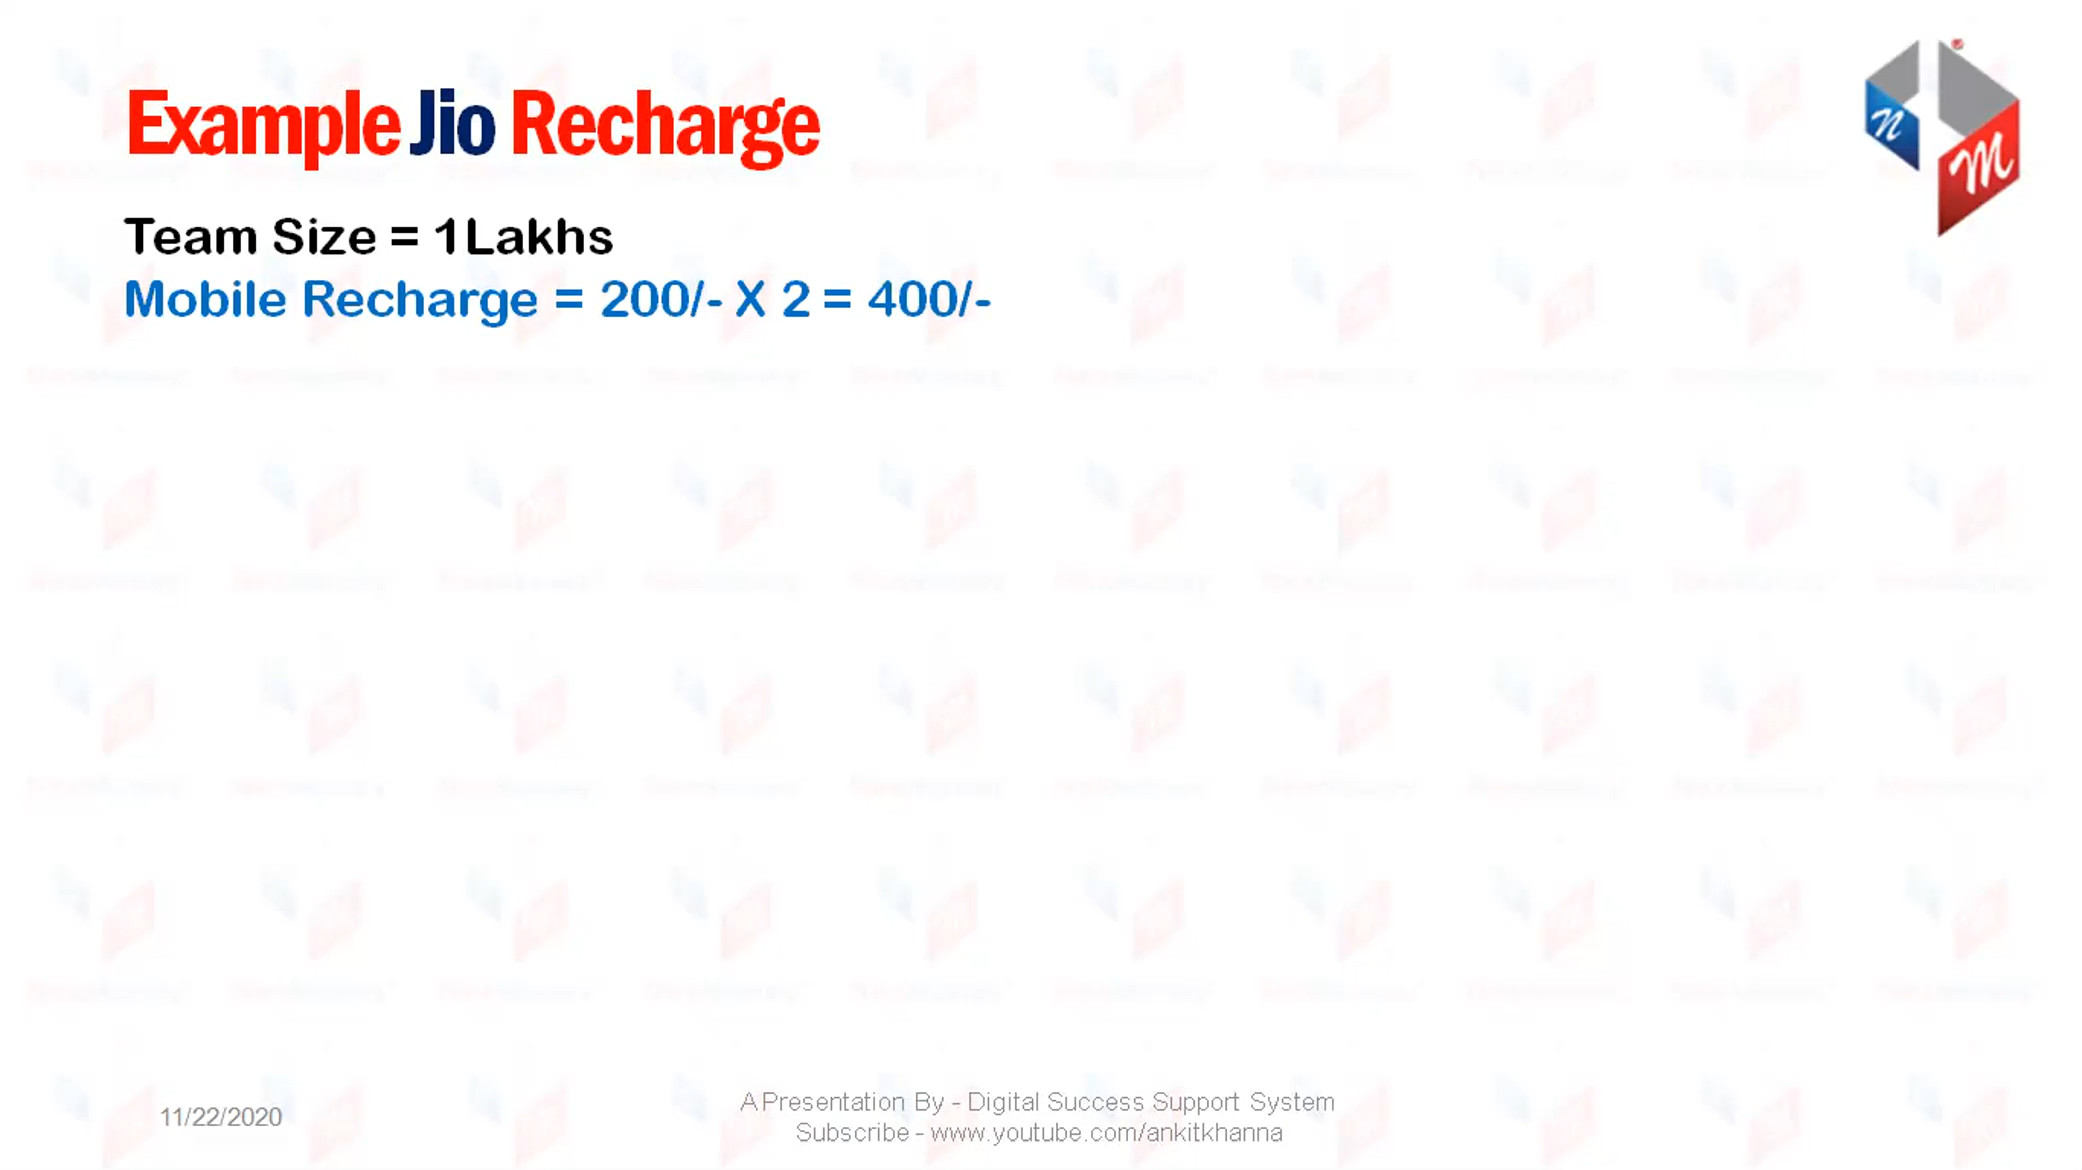 Example Jio Recharge
n
M
Team Size = 1Lakhs
Mobile Recharge = 200/- X 2 = 400/-
11/22/2020
A Presentation By - Digital Success Support System
Subscribe - www.youtube.com/ankitkhanna